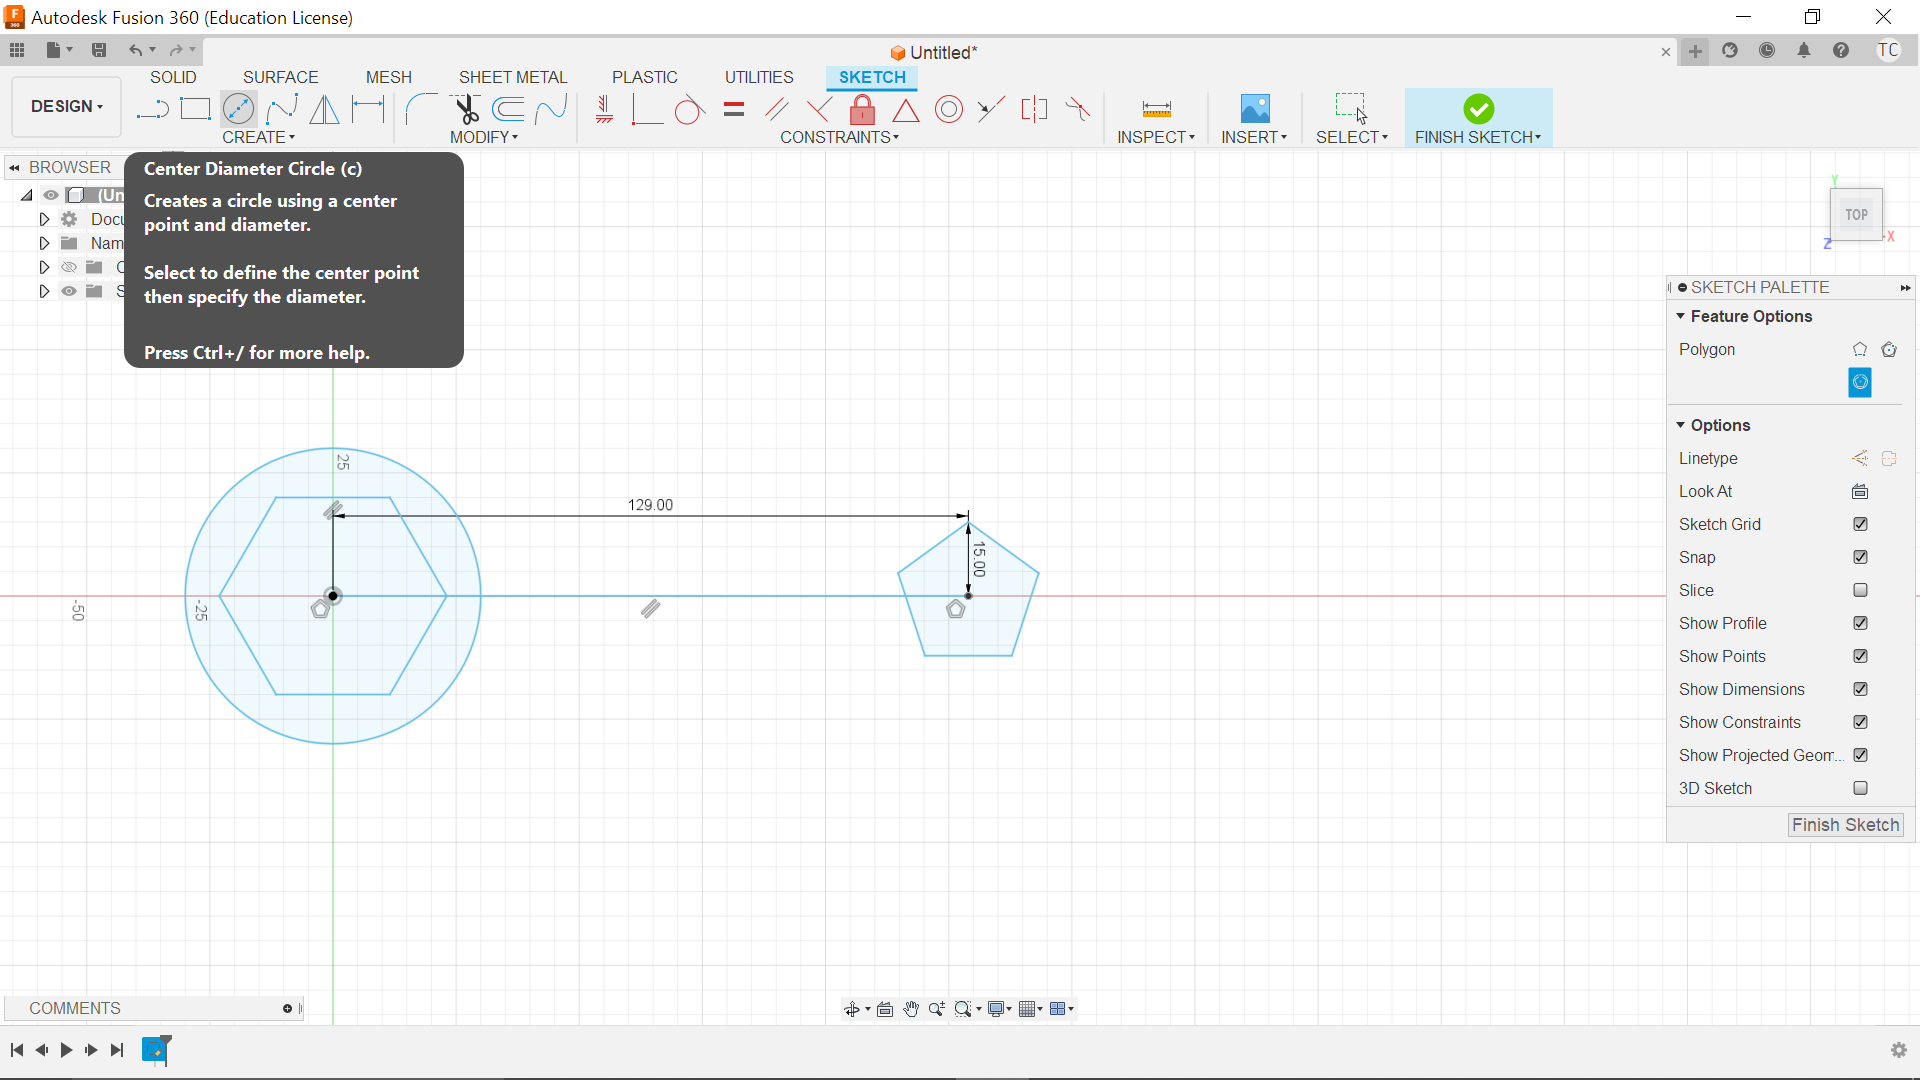 Autodesk Fusion 360 (Education License)
Untitled*
TC
SOLID SURFACE MESH SHEET METAL PLASTIC UTILITIES SKETCH
DESIGN
CREATE MODIFY CONSTRAINTS INSPECT INSERT SELECT FINISH SKETCH
BROWSER
(Un
Docu
Nam
Center Diameter Circle (c)
Creates a circle using a center
point and diameter.
Select to define the center point
then specify the diameter.
Press Ctrl+/ for more help.
Y
TOP
Z
X
SKETCH PALETTE
Feature Options
Polygon
Options
Linetype
Look At
Sketch Grid
Snap
Slice
Show Profile
Show Points
Show Dimensions
Show Constraints
Show Projected Geom...
3D Sketch
Finish Sketch
25
129.00
15.00
-50
-25
COMMENTS